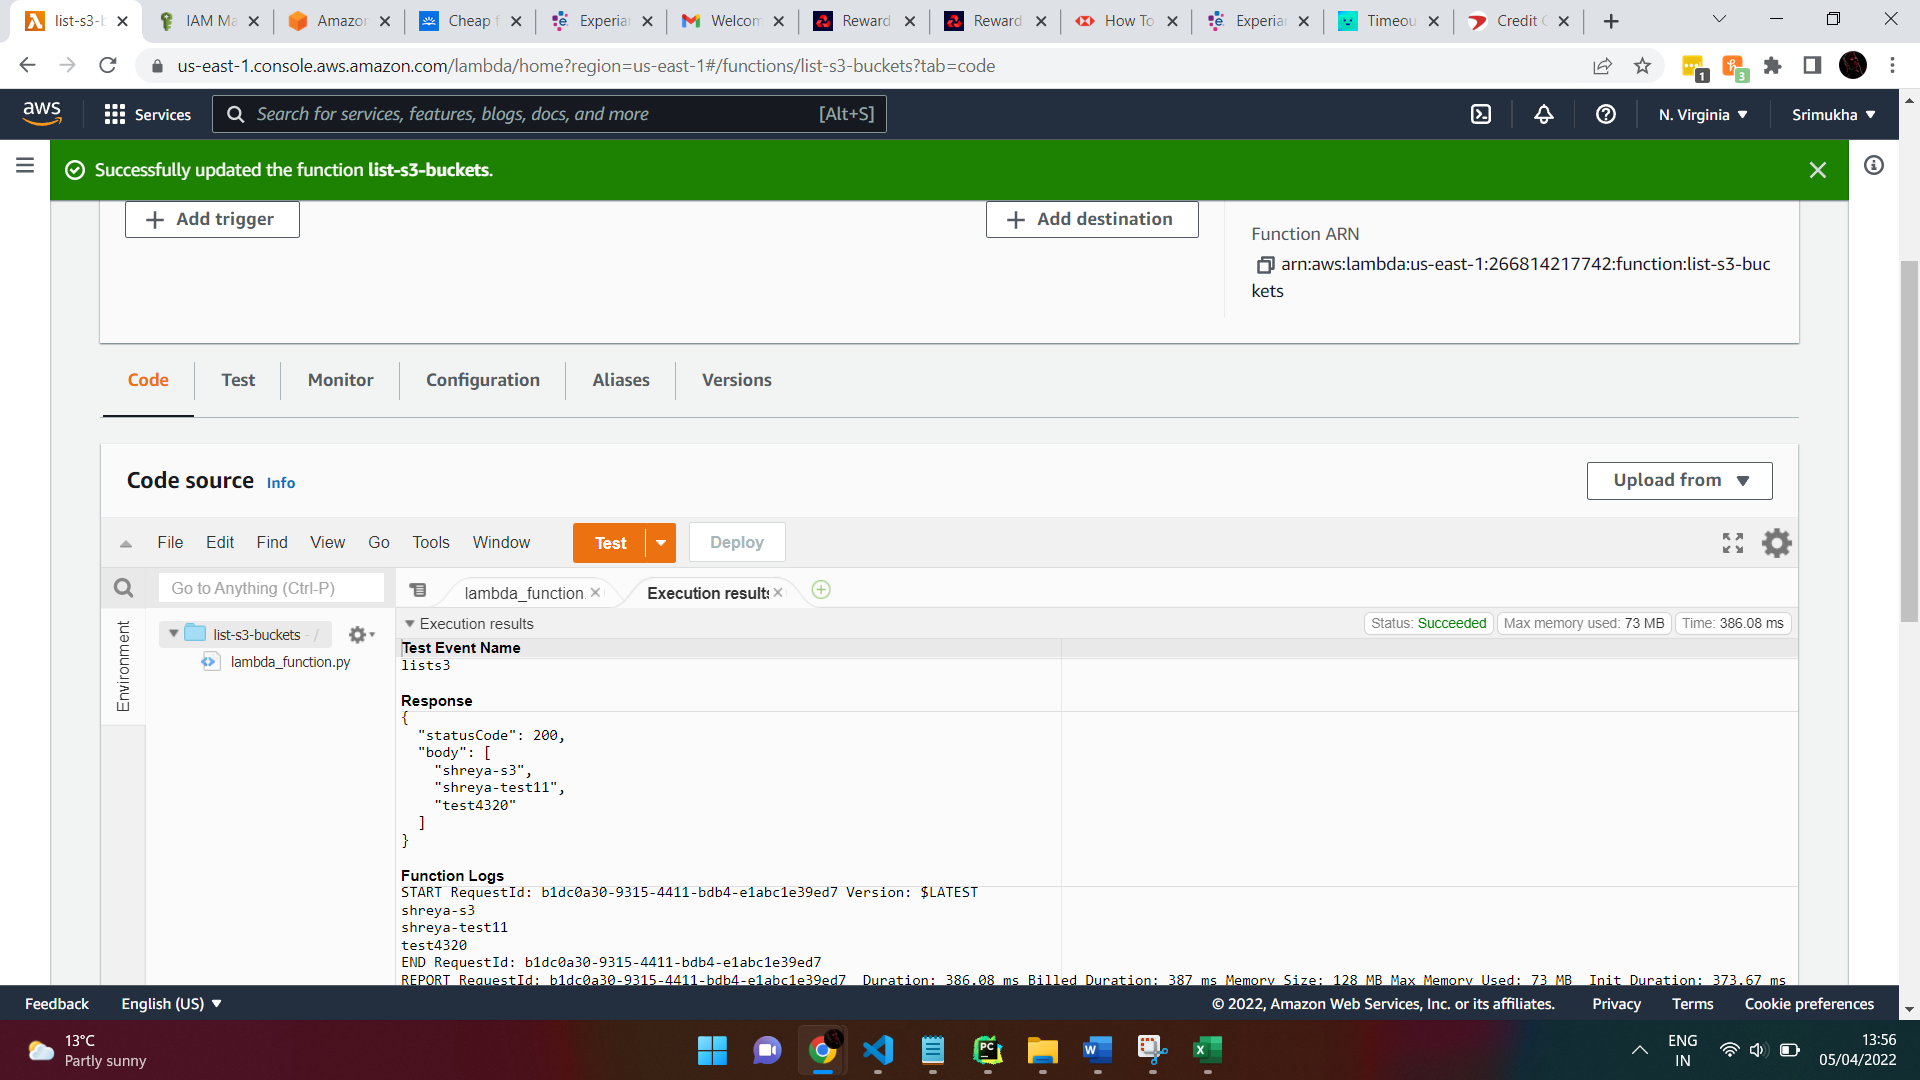 list-s3-b
IAM Ma
Amazon
Cheap f
Experian
Welcom
Reward
Reward
How To
Experian
Timeou
Credit C
us-east-1.console.aws.amazon.com/lambda/home?region=us-east-1#/functions/list-s3-buckets?tab=code
1
3
aws
Services
Search for services, features, blogs, docs, and more
[Alt+S]
N. Virginia
Srimukha
Successfully updated the function list-s3-buckets.
Add trigger
Add destination
Function ARN
arn:aws:lambda:us-east-1:266814217742:function:list-s3-buc
kets
Code
Test
Monitor
Configuration
Aliases
Versions
Code source
Info
Upload from
File
Edit
Find
View
Go
Tools
Window
Test
Deploy
Go to Anything (Ctrl-P)
lambda_function.
Execution results
Environment
list-s3-buckets - /
lambda_function.py
Execution results
Status: Succeeded
Max memory used: 73 MB
Time: 386.08 ms
Test Event Name
lists3
Response
{
"statusCode": 200,
"body": [
"shreya-s3",
"shreya-test11",
"test4320"
]
}
Function Logs
START RequestId: b1dc0a30-9315-4411-bdb4-e1abc1e39ed7 Version: $LATEST
shreya-s3
shreya-test11
test4320
END RequestId: b1dc0a30-9315-4411-bdb4-e1abc1e39ed7
REPORT RequestId: b1dc0a30-9315-4411-bdb4-e1abc1e39ed7 Duration: 386.08 ms Billed Duration: 387 ms Memory Size: 128 MB Max Memory Used: 73 MB Init Duration: 373.67 ms
Feedback
English (US)
© 2022, Amazon Web Services, Inc. or its affiliates.
Privacy
Terms
Cookie preferences
13°C
Partly sunny
PC
W
X
ENG
IN
13:56
05/04/2022